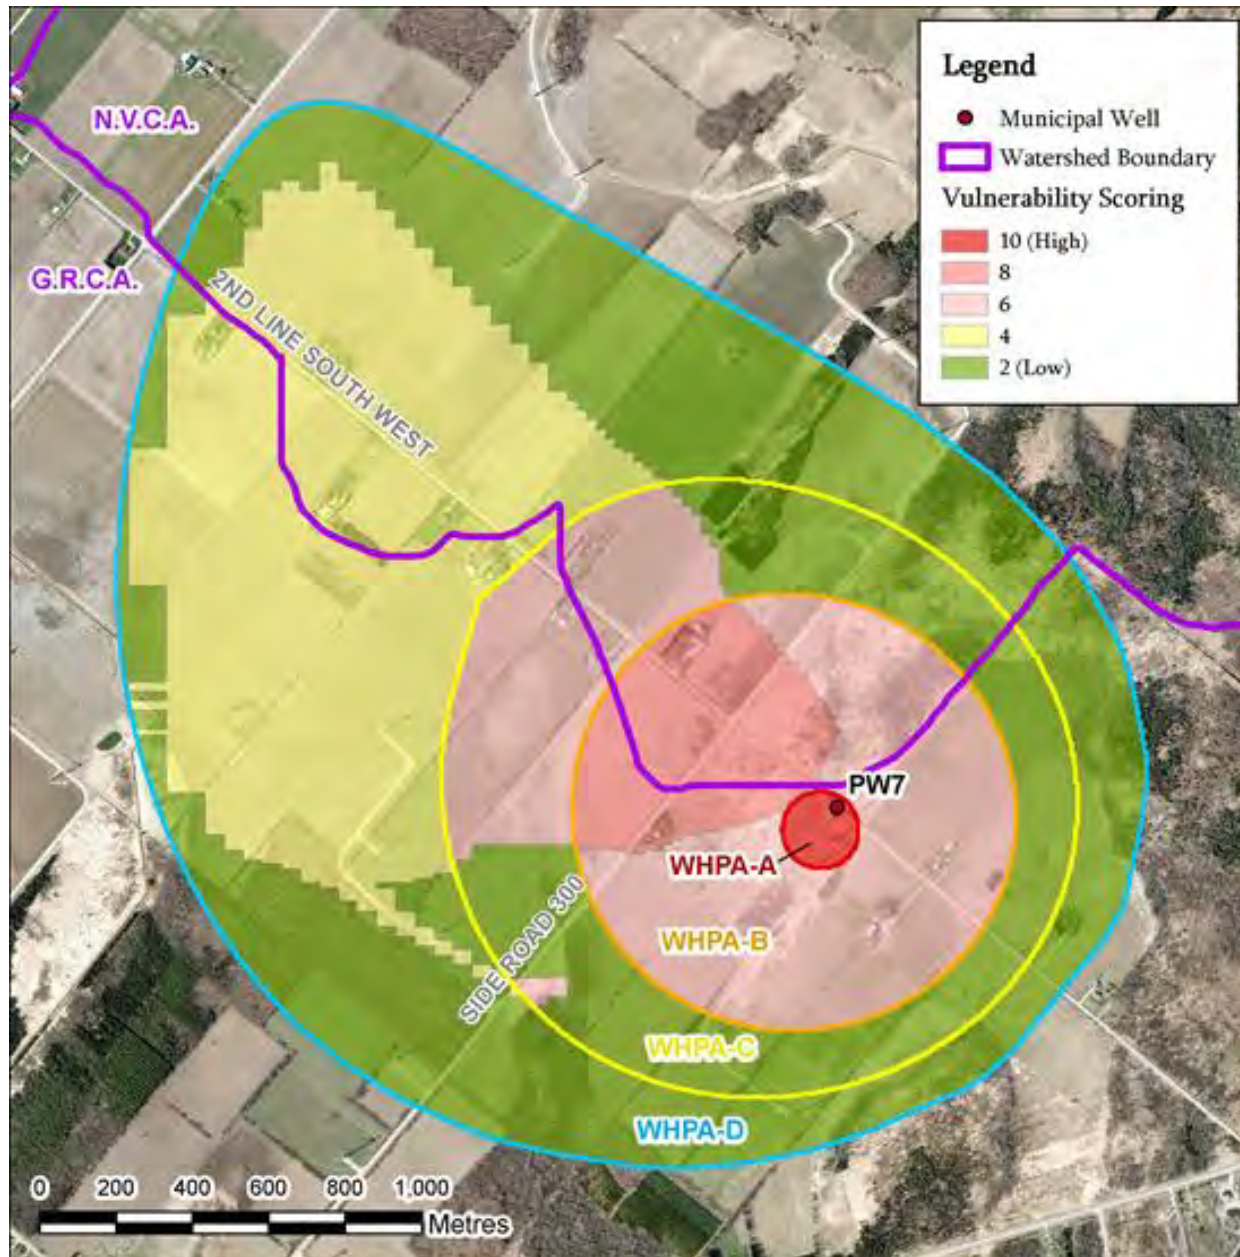 Legend
Municipal Well
Watershed Boundary
Vulnerability Scoring
10 (High)
8
6
4
2 (Low)
N.V.C.A.
G.R.C.A.
2ND LINE SOUTH WEST
PW7
WHPA-A
SIDE ROAD 300
WHPA-B
WHPA-C
WHPA-D
0 200 400 600 800 1,000
Metres